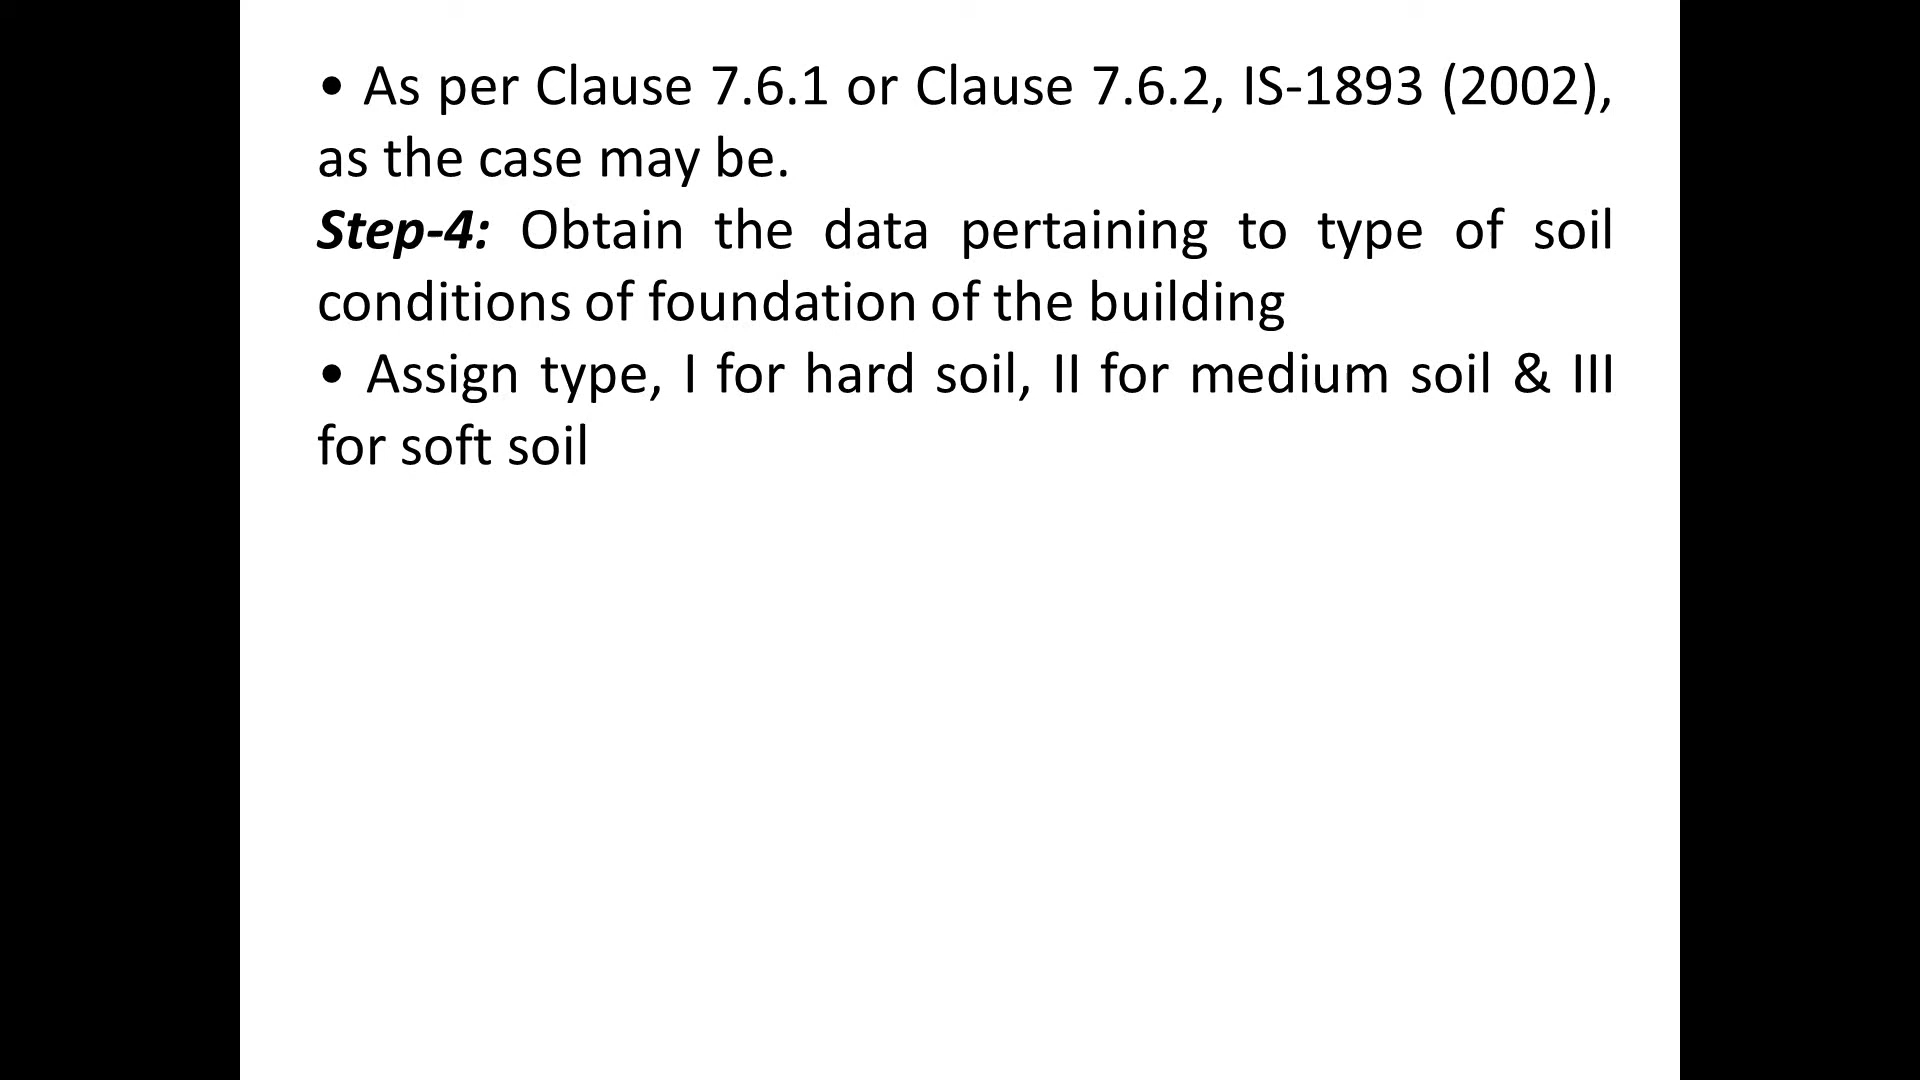 • As per Clause 7.6.1 or Clause 7.6.2, IS-1893 (2002),
as the case may be.
Step-4: Obtain the data pertaining to type of soil
conditions of foundation of the building
• Assign type, I for hard soil, II for medium soil & III
for soft soil